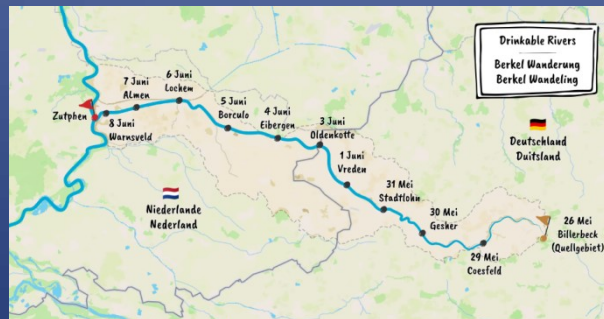 Drinkable Rivers
Berkel Wanderung
Berkel Wandeling
6 Juni
Lochem
7 Juni
Almen
5 Juni
Borculo
4 Juni
Eibergen
3 Juni
Oldenkotte
Zutphen
8 Juni
Warnsveld
Deutschland
Duitsland
1 Juni
Vreden
31 Mei
Stadtlohn
Niederlande
Nederland
30 Mei
Gesher
26 Mei
Billerbeck
(Quellgebiet)
29 Mei
Coesfeld